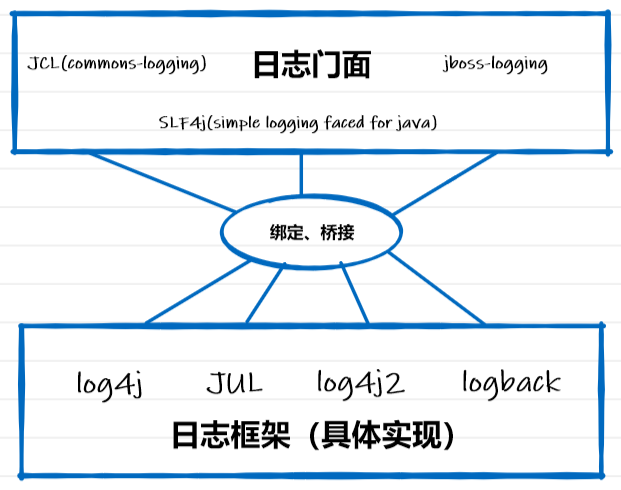 JCL(commons-logging) 日志门面 jboss-logging
SLF4j(simple logging faced for java)
绑定、桥接
log4j JUL log4j2 logback
日志框架（具体实现）